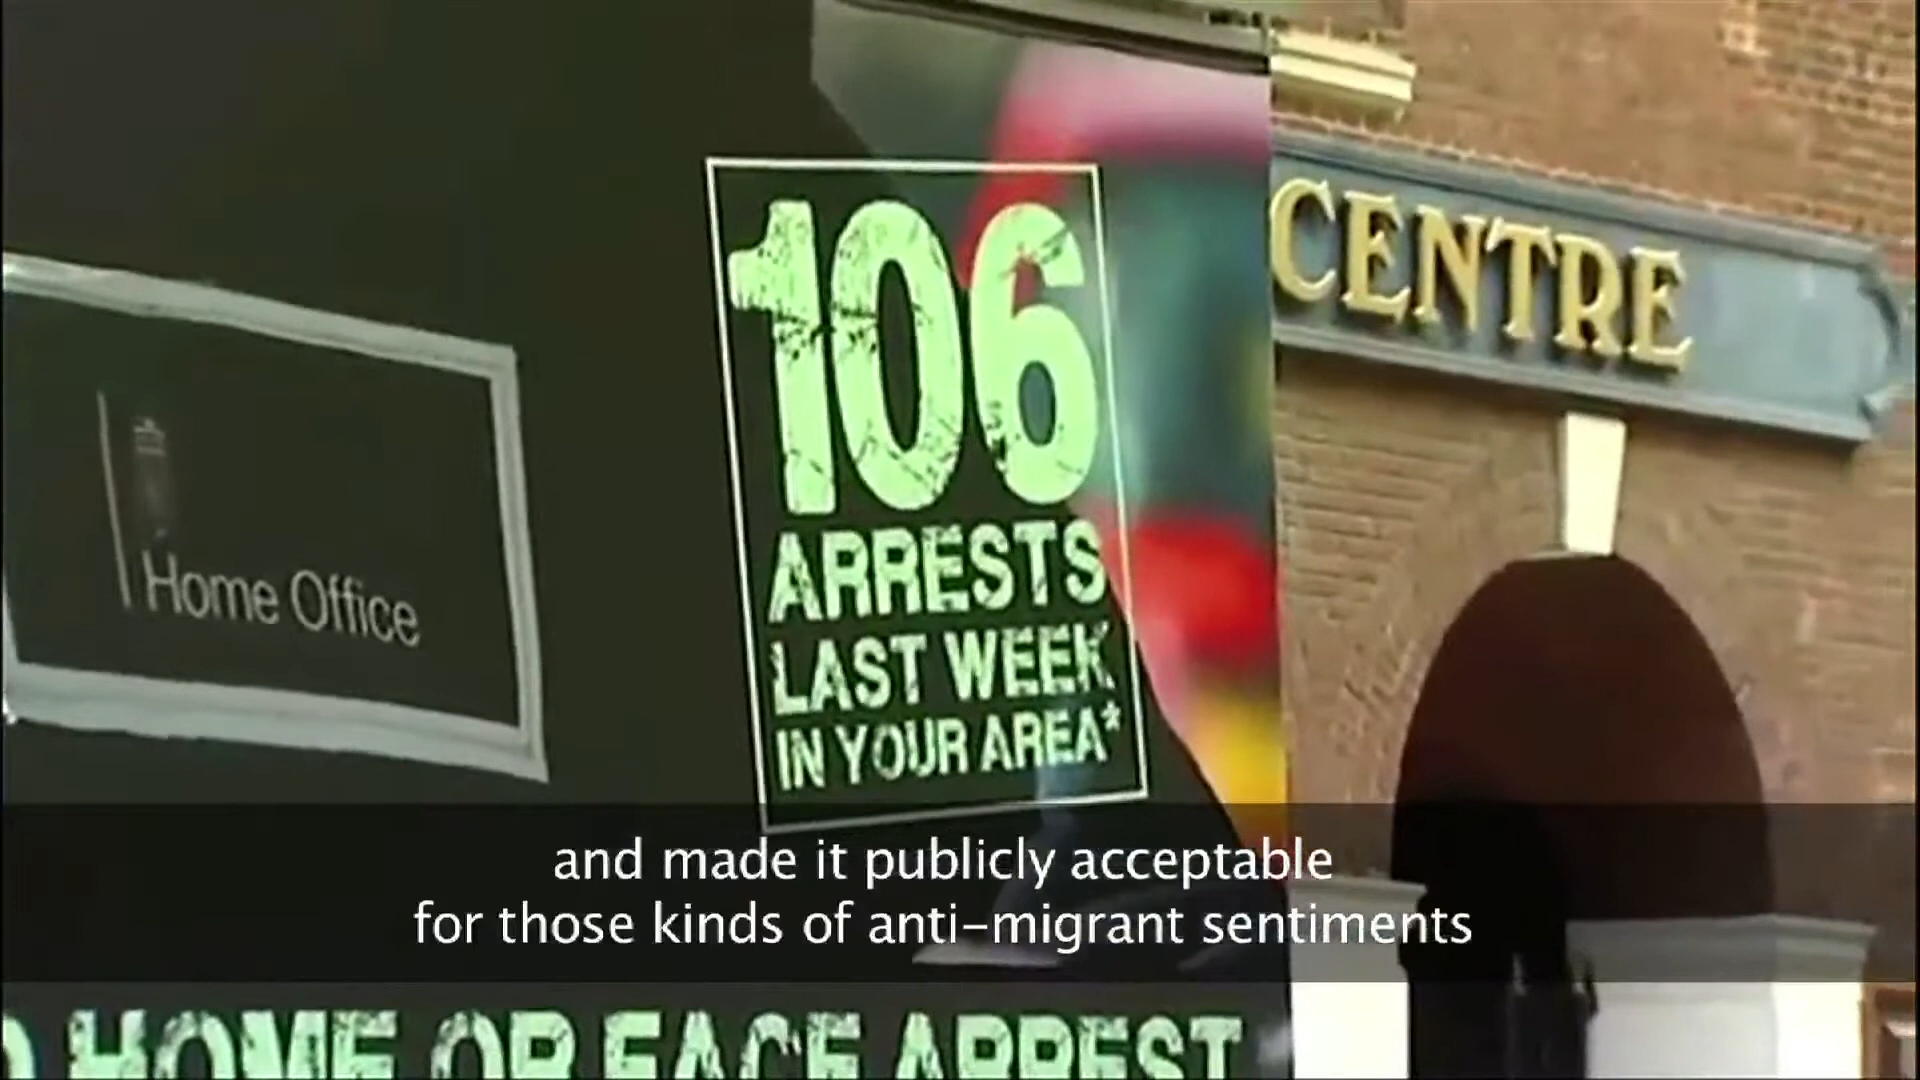 CENTRE
Home Office
106
ARRESTS
LAST WEEK
IN YOUR AREA*
and made it publicly acceptable
for those kinds of anti-migrant sentiments
HOME OR FACE ARREST